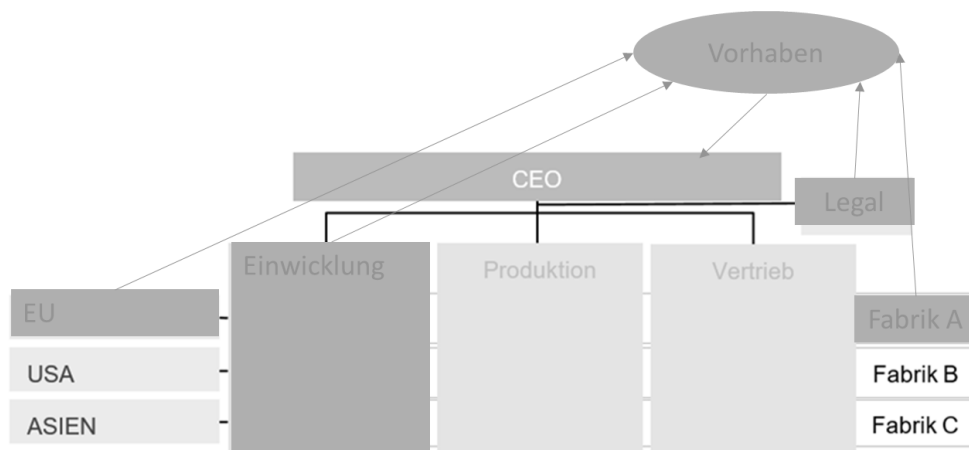 Vorhaben
CEO
Legal
Einwicklung
Produktion
Vertrieb
EU
Fabrik A
USA
Fabrik B
ASIEN
Fabrik C